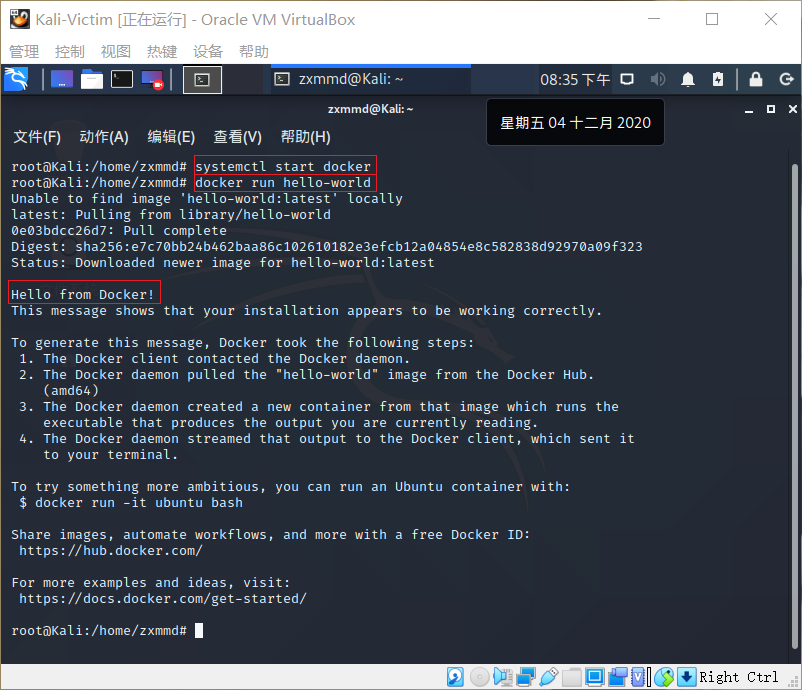 Kali-Victim [正在运行] - Oracle VM VirtualBox
管理 控制 视图 热键 设备 帮助
zxmmd@Kali: ~ 08:35 下午
zxmmd@Kali: ~
星期五 04 十二月 2020
文件(F) 动作(A) 编辑(E) 查看(V) 帮助(H)
root@Kali:/home/zxmmd# systemctl start docker
root@Kali:/home/zxmmd# docker run hello-world
Unable to find image 'hello-world:latest' locally
latest: Pulling from library/hello-world
0e03bdcc26d7: Pull complete
Digest: sha256:e7c70bb24b462baa86c102610182e3efcb12a04854e8c582838d92970a09f323
Status: Downloaded newer image for hello-world:latest
Hello from Docker!
This message shows that your installation appears to be working correctly.
To generate this message, Docker took the following steps:
1. The Docker client contacted the Docker daemon.
2. The Docker daemon pulled the "hello-world" image from the Docker Hub.
(amd64)
3. The Docker daemon created a new container from that image which runs the
executable that produces the output you are currently reading.
4. The Docker daemon streamed that output to the Docker client, which sent it
to your terminal.
To try something more ambitious, you can run an Ubuntu container with:
$ docker run -it ubuntu bash
Share images, automate workflows, and more with a free Docker ID:
https://hub.docker.com/
For more examples and ideas, visit:
https://docs.docker.com/get-started/
root@Kali:/home/zxmmd#
Right Ctrl